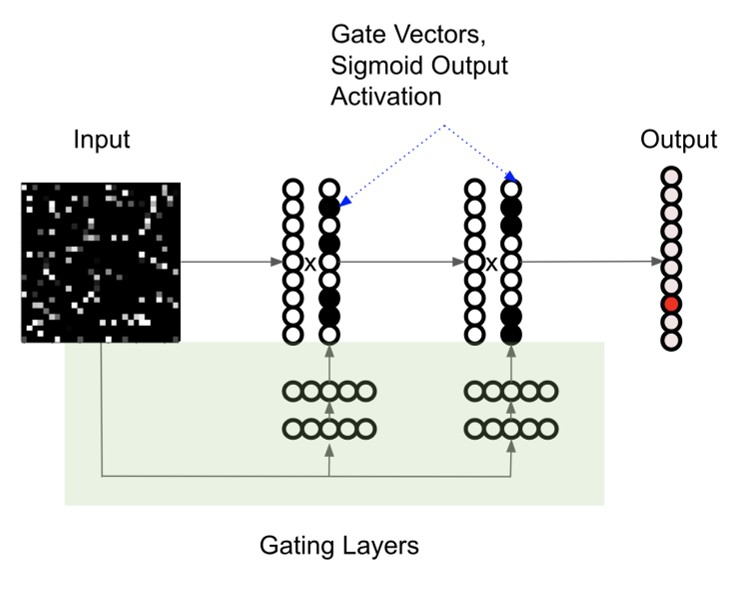 Gate Vectors,
Sigmoid Output
Activation
Input
Output
x
x
Gating Layers